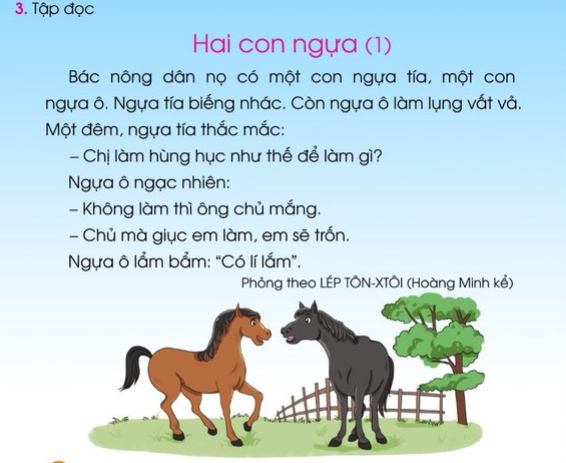 3. Tập đọc
Hai con ngựa (1)
Bác nông dân nọ có một con ngựa tía, một con
ngựa ô. Ngựa tía biếng nhác. Còn ngựa ô làm lụng vất vả.
Một đêm, ngựa tía thắc mắc:
– Chị làm hùng hục như thế để làm gì?
Ngựa ô ngạc nhiên:
– Không làm thì ông chủ mắng.
– Chủ mà giục em làm, em sẽ trốn.
Ngựa ô lẩm bẩm: “Có lí lắm”.
Phỏng theo LÉP TÔN-XTÔI (Hoàng Minh kể)